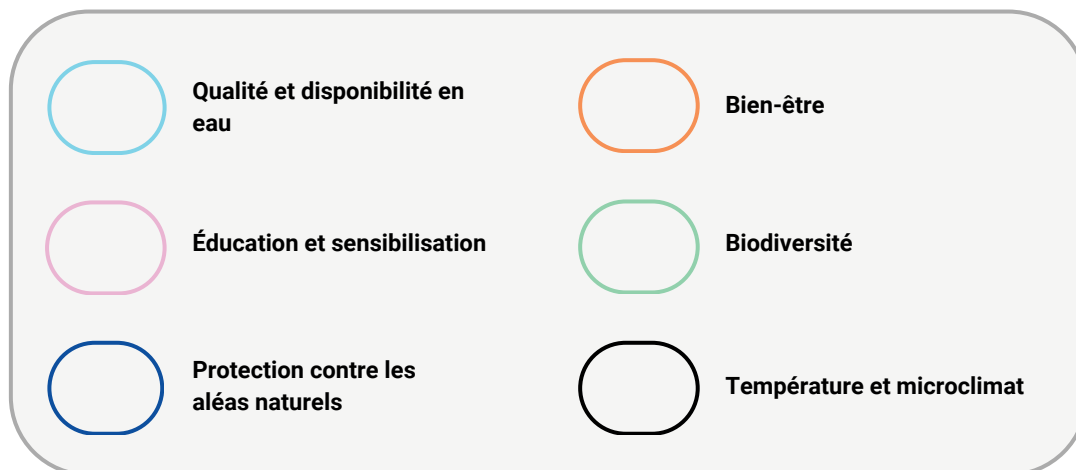 Qualité et disponibilité en
eau
Bien-être
Éducation et sensibilisation
Biodiversité
Protection contre les
aléas naturels
Température et microclimat